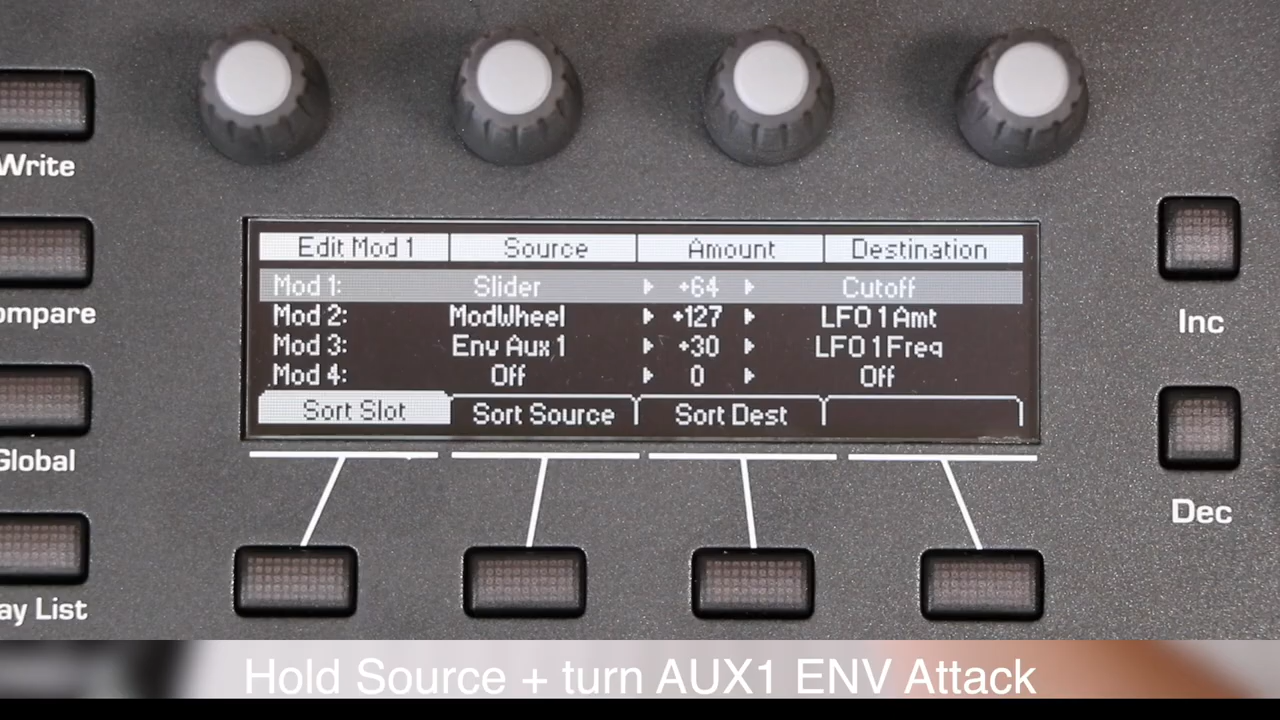 Write
ompare
Global
ay List
Edit Mod 1 Source Amount Destination
Mod 1: Slider +64 Cutoff
Mod 2: ModWheel +127 LFO 1 Amt
Mod 3: Env Aux 1 +30 LFO 1 Freq
Mod 4: Off 0 Off
Sort Slot Sort Source Sort Dest
Inc
Dec
Hold Source + turn AUX1 ENV Attack